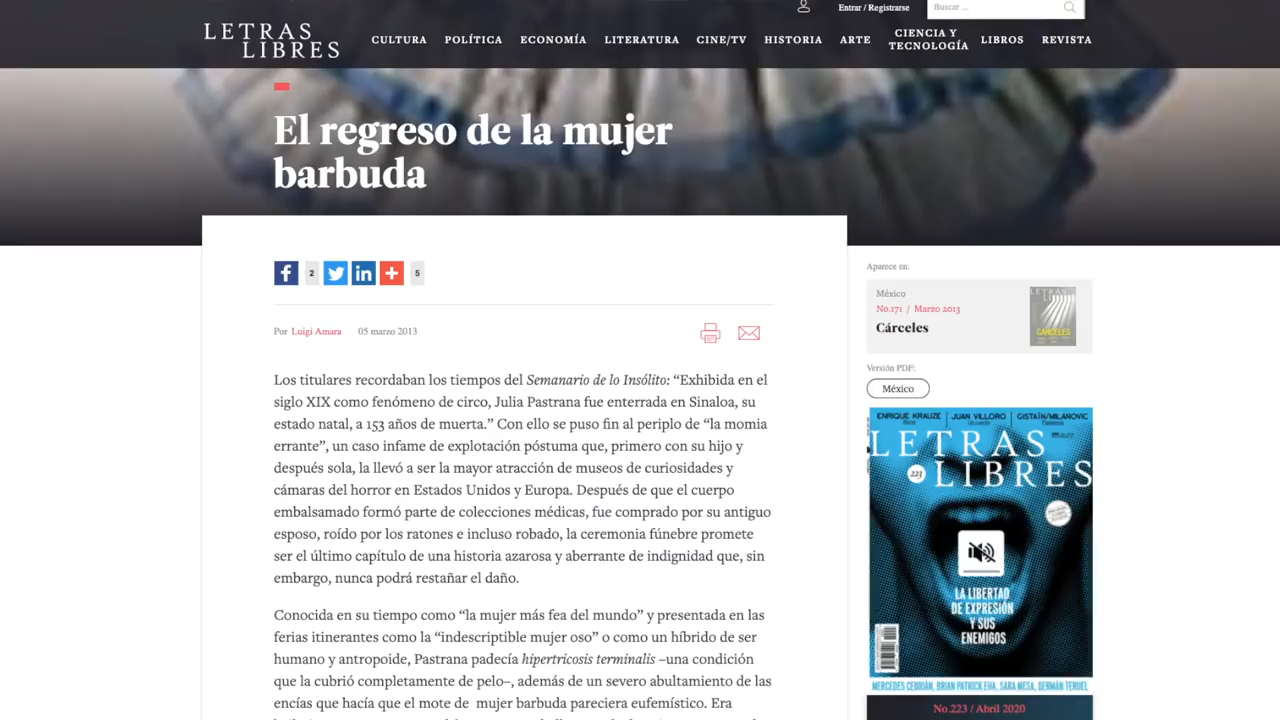 Entrar / Registrarse
Buscar ...
LETRAS
LIBRES
CULTURA
POLÍTICA
ECONOMÍA
LITERATURA
CINE/TV
HISTORIA
ARTE
CIENCIA Y
TECNOLOGÍA
LIBROS
REVISTA
El regreso de la mujer
barbuda
2
5
Por Luigi Amara 05 marzo 2013
Los titulares recordaban los tiempos del Semanario de lo Insólito: “Exhibida en el
siglo XIX como fenómeno de circo, Julia Pastrana fue enterrada en Sinaloa, su
estado natal, a 153 años de muerta.” Con ello se puso fin al periplo de “la momia
errante”, un caso infame de explotación póstuma que, primero con su hijo y
después sola, la llevó a ser la mayor atracción de museos de curiosidades y
cámaras del horror en Estados Unidos y Europa. Después de que el cuerpo
embalsamado formó parte de colecciones médicas, fue comprado por su antiguo
esposo, roído por los ratones e incluso robado, la ceremonia fúnebre promete
ser el último capítulo de una historia azarosa y aberrante de indignidad que, sin
embargo, nunca podrá restañar el daño.
Conocida en su tiempo como “la mujer más fea del mundo” y presentada en las
ferias itinerantes como la “indescriptible mujer oso” o como un híbrido de ser
humano y antropoide, Pastrana padecía hipertricosis terminalis –una condición
que la cubrió completamente de pelo–, además de un severo abultamiento de las
encías que hacía que el mote de mujer barbuda pareciera eufemístico. Era
Aparece en:
México
No.171 / Marzo 2013
Cárceles
LETRAS
LIBRES
CÁRCELES
Versión PDF:
México
ENRIQUE KRAUZE
JUAN VILLORO
GISTAÍN/MILANOVIC
LETRAS
223
LIBRES
LA LIBERTAD
DE EXPRESIÓN
Y SUS
ENEMIGOS
MERCEDES CEBRIÁN, BRIAN PATRICK EHA, SARA MESA, GERMÁN TERUEL
No.223 / Abril 2020